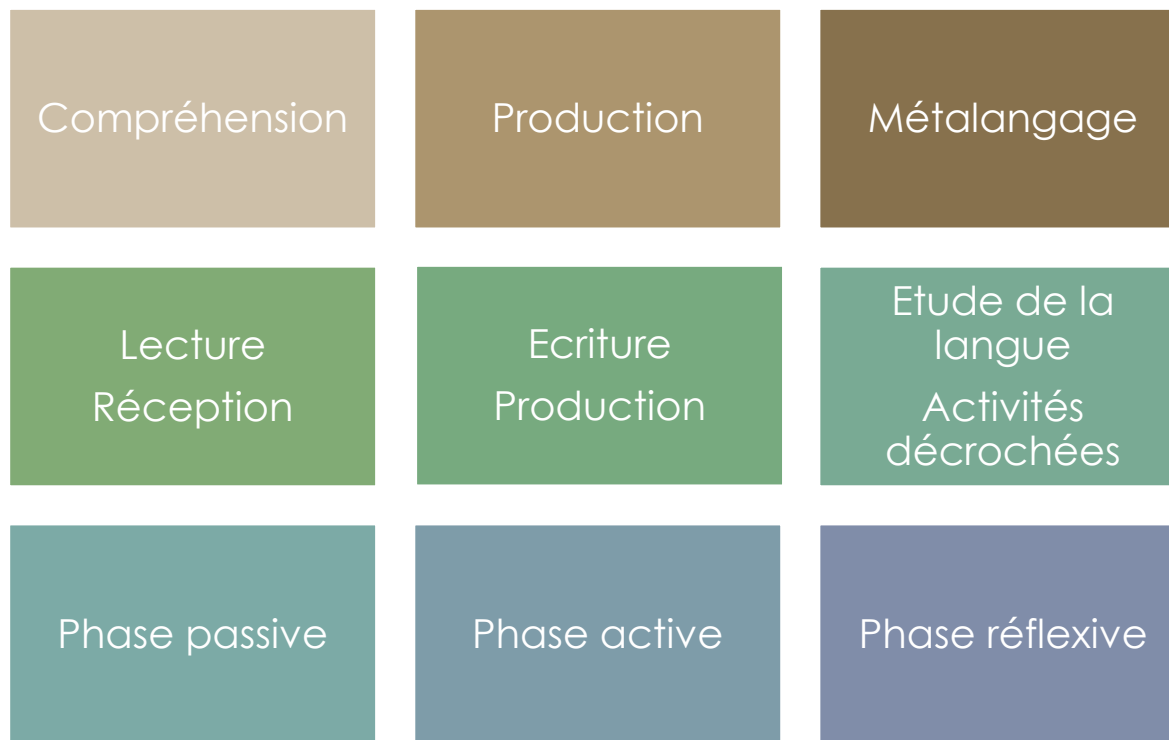 Compréhension
Production
Métalangage
Lecture
Réception
Ecriture
Production
Etude de la
langue
Activités
décrochées
Phase passive
Phase active
Phase réflexive